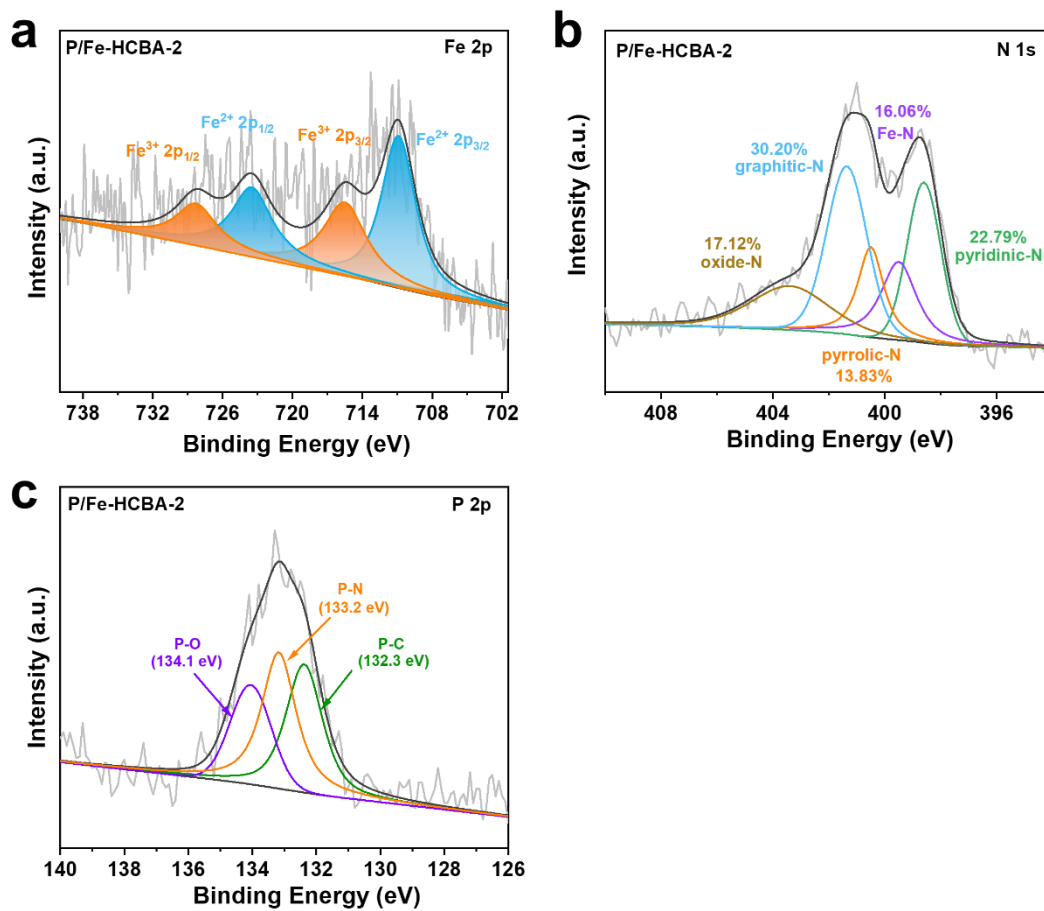 a
P/Fe-HCBA-2
Fe 2p
Fe³⁺ 2p₁/₂
Fe²⁺ 2p₁/₂
Fe³⁺ 2p₃/₂
Fe²⁺ 2p₃/₂
Intensity (a.u.)
738 732 726 720 714 708 702
Binding Energy (eV)
b
P/Fe-HCBA-2
N 1s
16.06%
Fe-N
30.20%
graphitic-N
17.12%
oxide-N
22.79%
pyridinic-N
pyrrolic-N
13.83%
Intensity (a.u.)
408 404 400 396
Binding Energy (eV)
c
P/Fe-HCBA-2
P 2p
P-N
(133.2 eV)
P-O
(134.1 eV)
P-C
(132.3 eV)
Intensity (a.u.)
140 138 136 134 132 130 128 126
Binding Energy (eV)